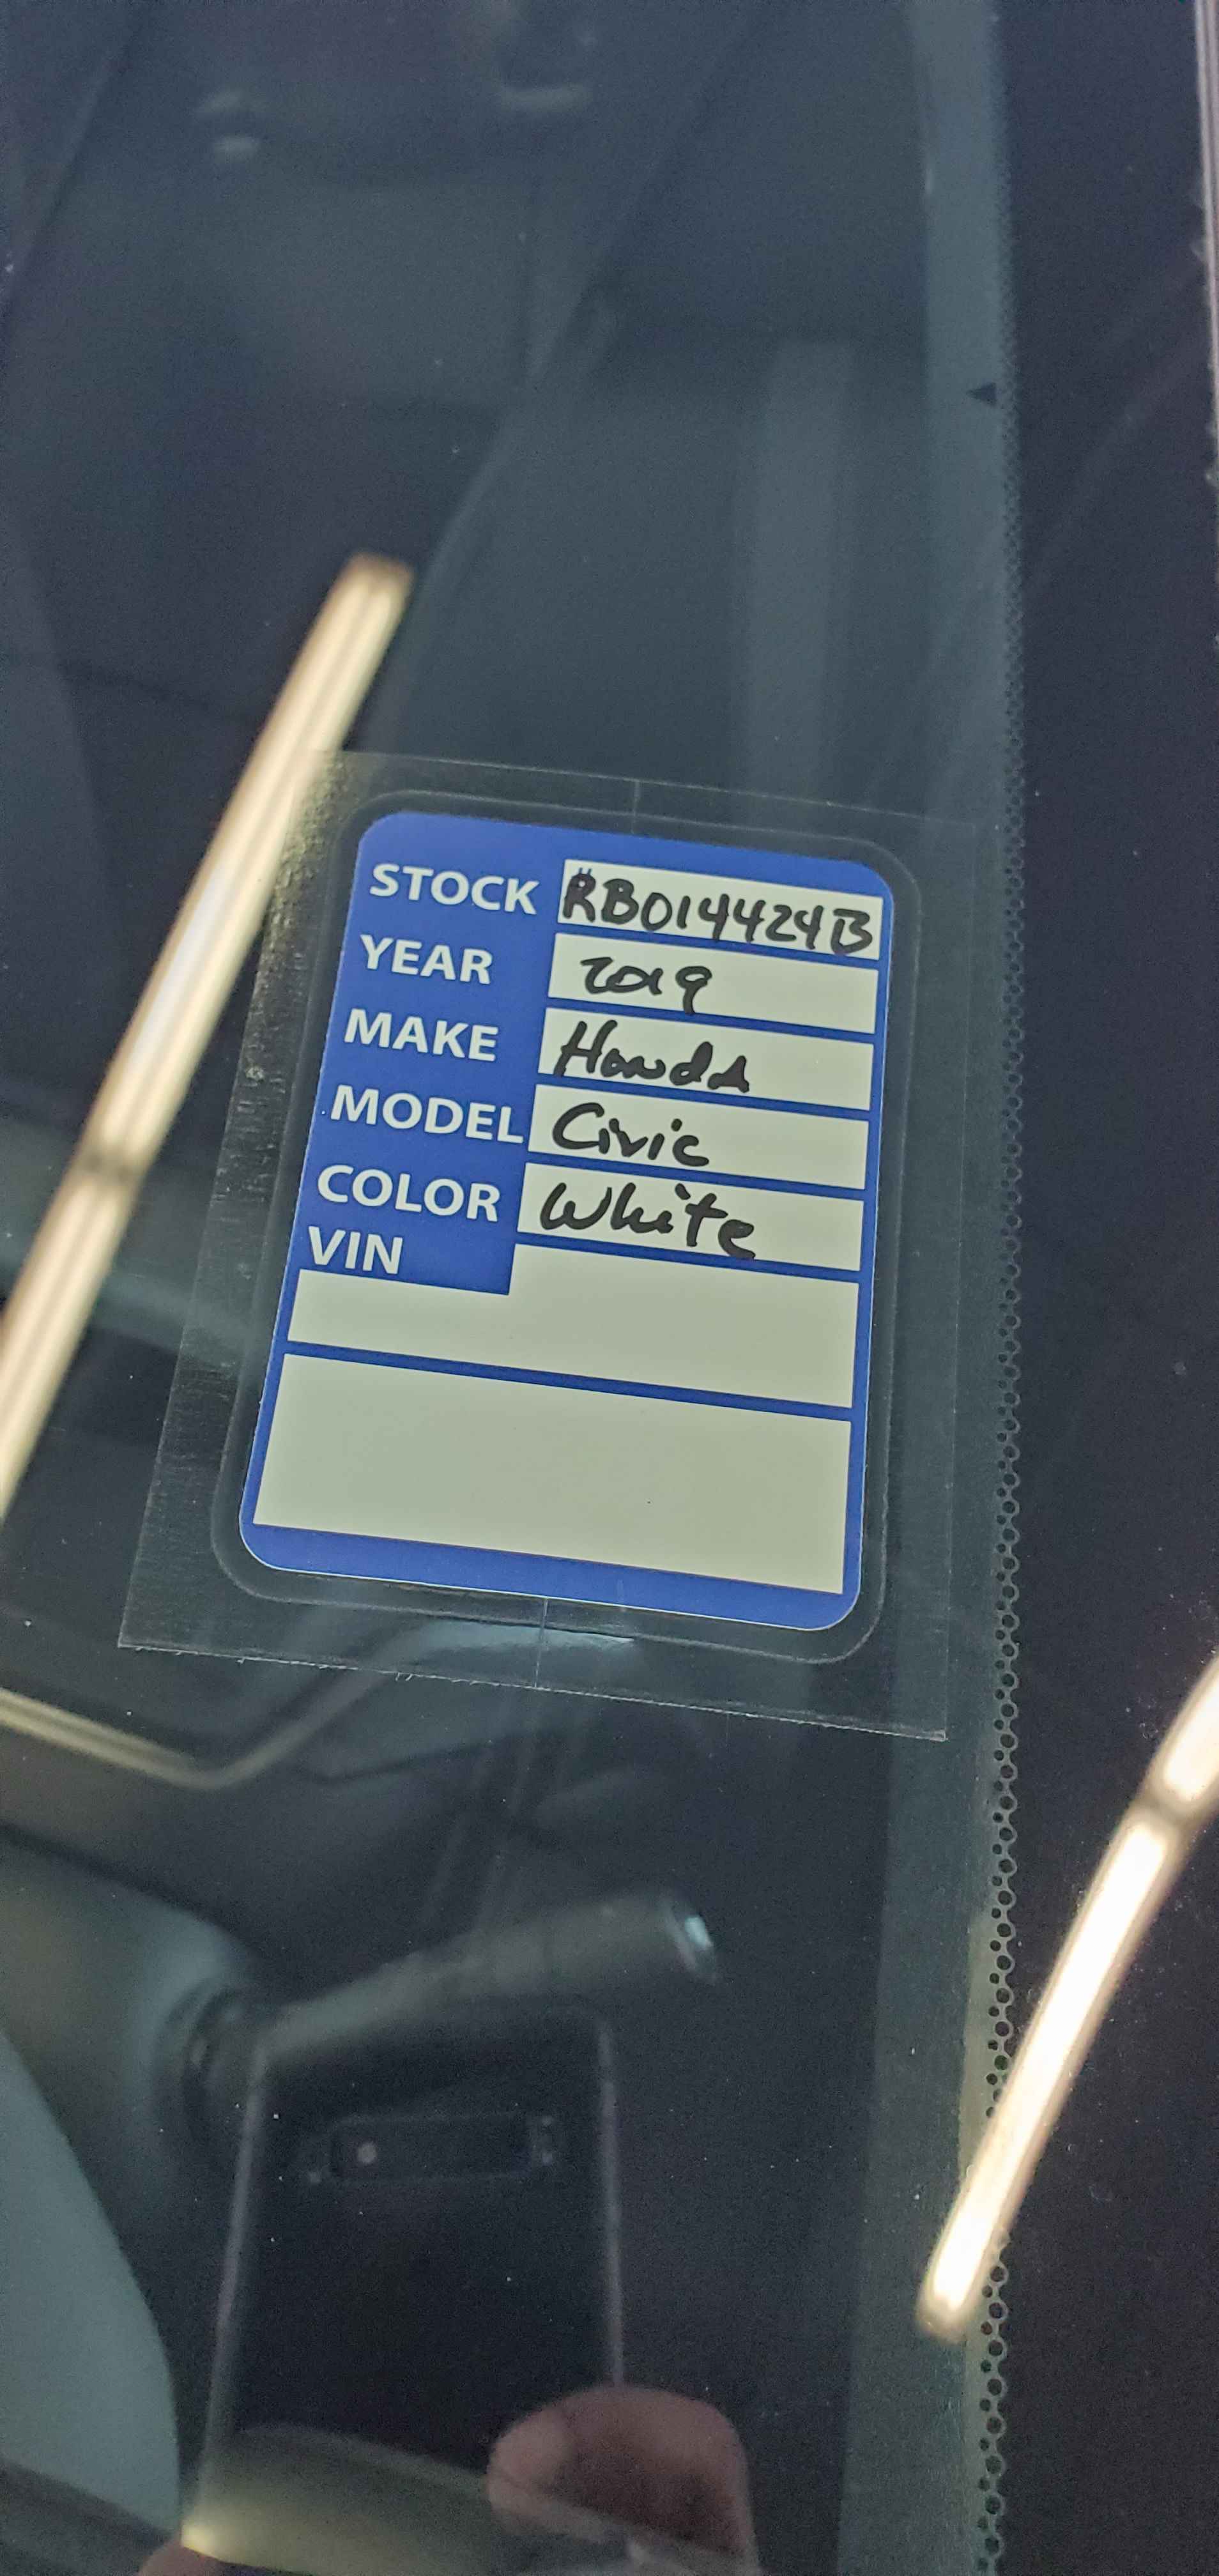 STOCK RB014424B
YEAR 2019
MAKE Honda
MODEL Civic
COLOR White
VIN